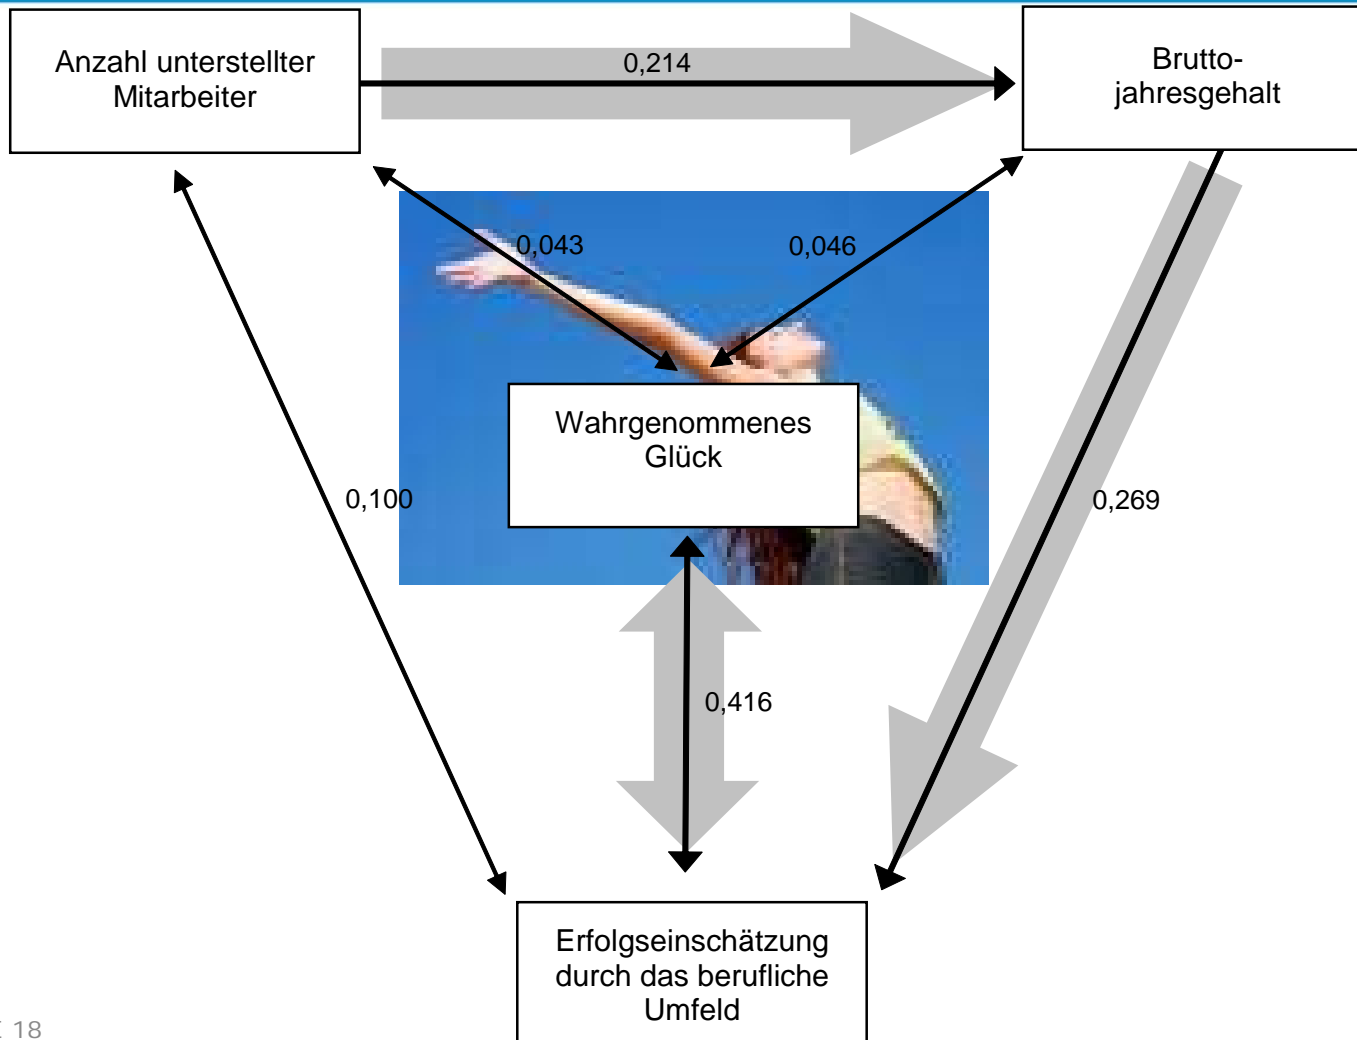 Anzahl unterstellter
Mitarbeiter
0,214
Brutto-
jahresgehalt
0,043
0,046
Wahrgenommenes
Glück
0,100
0,269
0,416
Erfolgseinschätzung
durch das berufliche
Umfeld
18